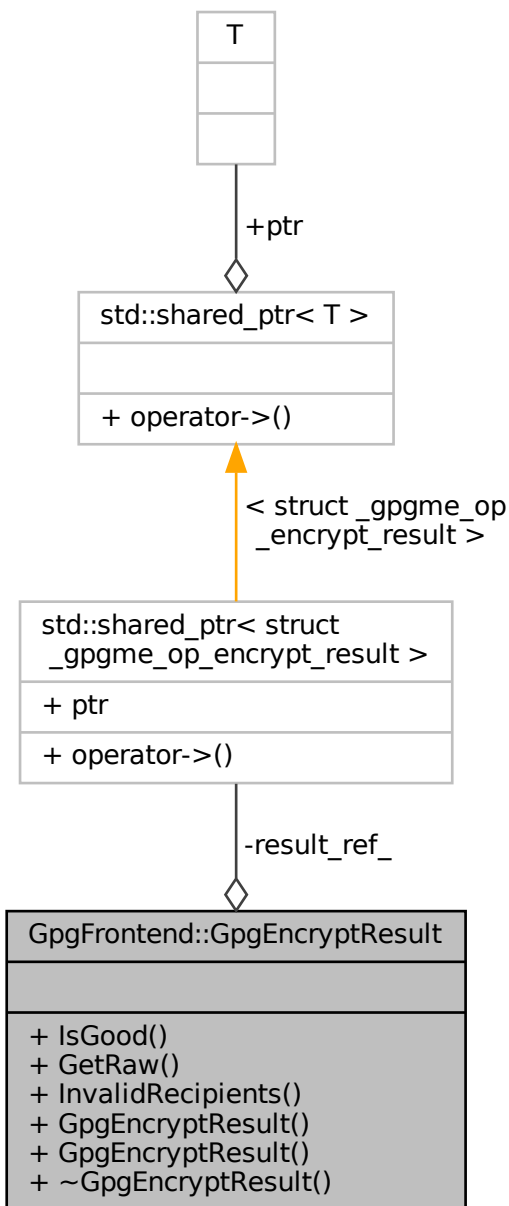 T
+ptr
std::shared_ptr< T >
+ operator->()
< struct _gpgme_op
_encrypt_result >
std::shared_ptr< struct
_gpgme_op_encrypt_result >
+ ptr
+ operator->()
-result_ref_
GpgFrontend::GpgEncryptResult
+ IsGood()
+ GetRaw()
+ InvalidRecipients()
+ GpgEncryptResult()
+ GpgEncryptResult()
+ ~GpgEncryptResult()